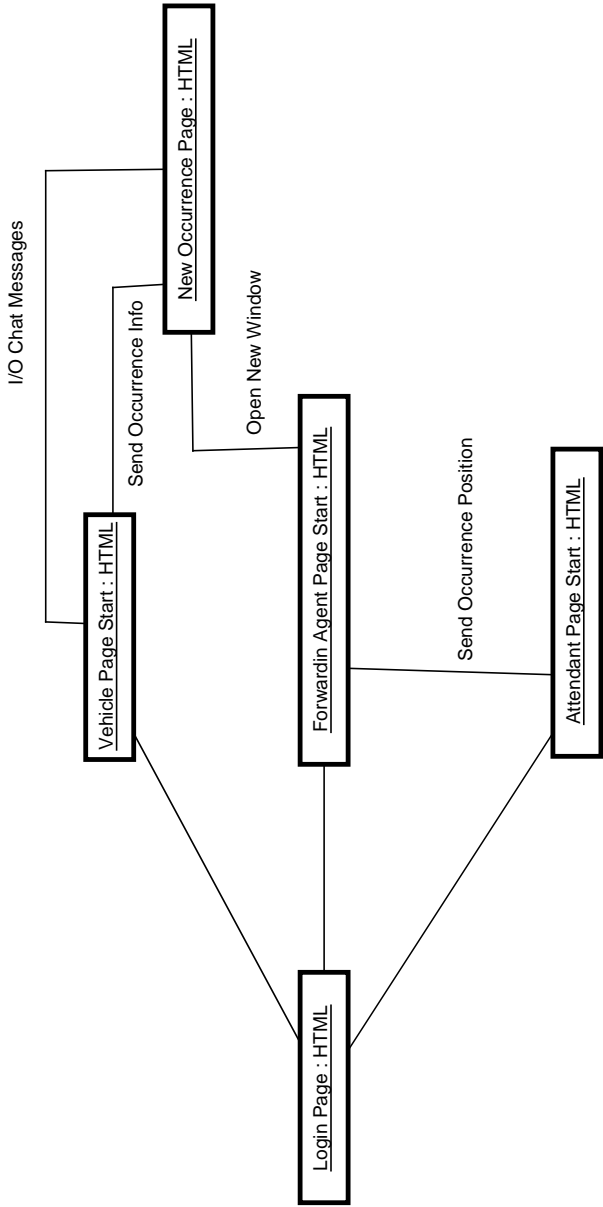 I/O Chat Messages
New Occurrence Page : HTML
Send Occurrence Info
Vehicle Page Start : HTML
Open New Window
Forwardin Agent Page Start : HTML
Send Occurrence Position
Attendant Page Start : HTML
Login Page : HTML